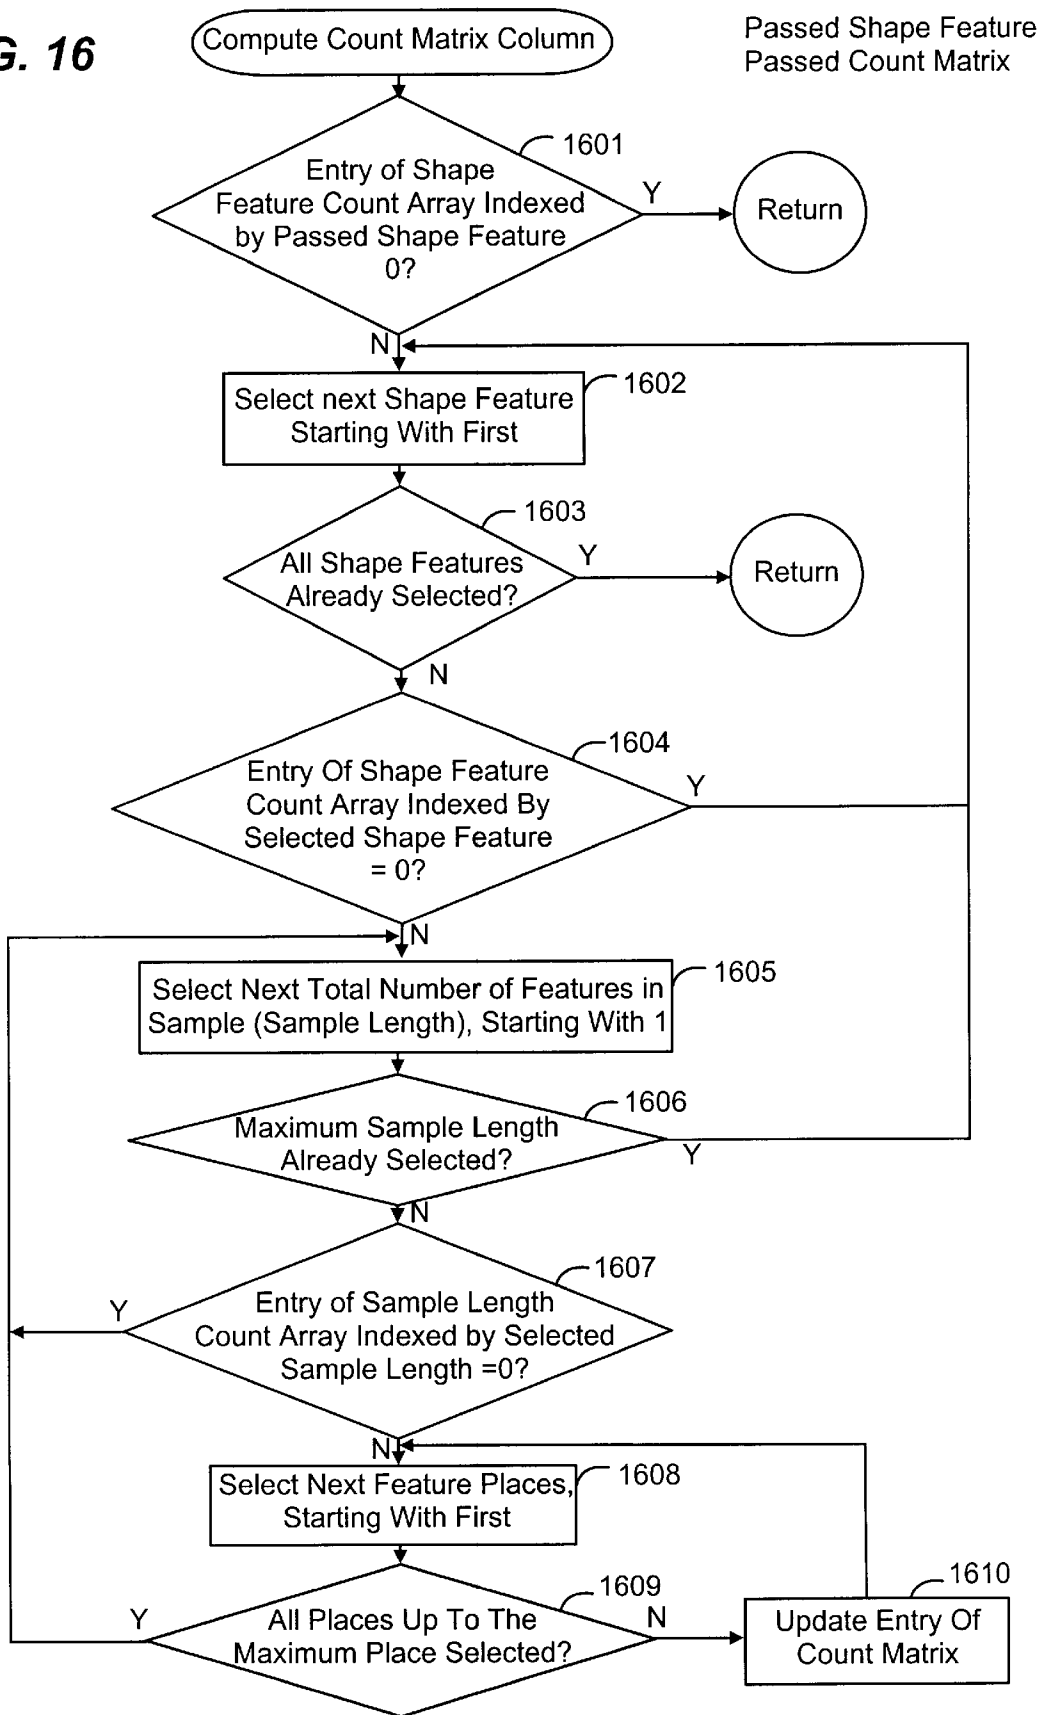 G. 16
Compute Count Matrix Column
Passed Shape Feature
Passed Count Matrix
1601
Entry of Shape
Feature Count Array Indexed
by Passed Shape Feature
0?
Y
Return
N
1602
Select next Shape Feature
Starting With First
1603
All Shape Features
Already Selected?
Y
Return
N
1604
Entry Of Shape Feature
Count Array Indexed By
Selected Shape Feature
= 0?
Y
N
1605
Select Next Total Number of Features in
Sample (Sample Length), Starting With 1
1606
Maximum Sample Length
Already Selected?
Y
N
1607
Entry of Sample Length
Count Array Indexed by Selected
Sample Length =0?
Y
N
1608
Select Next Feature Places,
Starting With First
1609
All Places Up To The
Maximum Place Selected?
Y
N
1610
Update Entry Of
Count Matrix